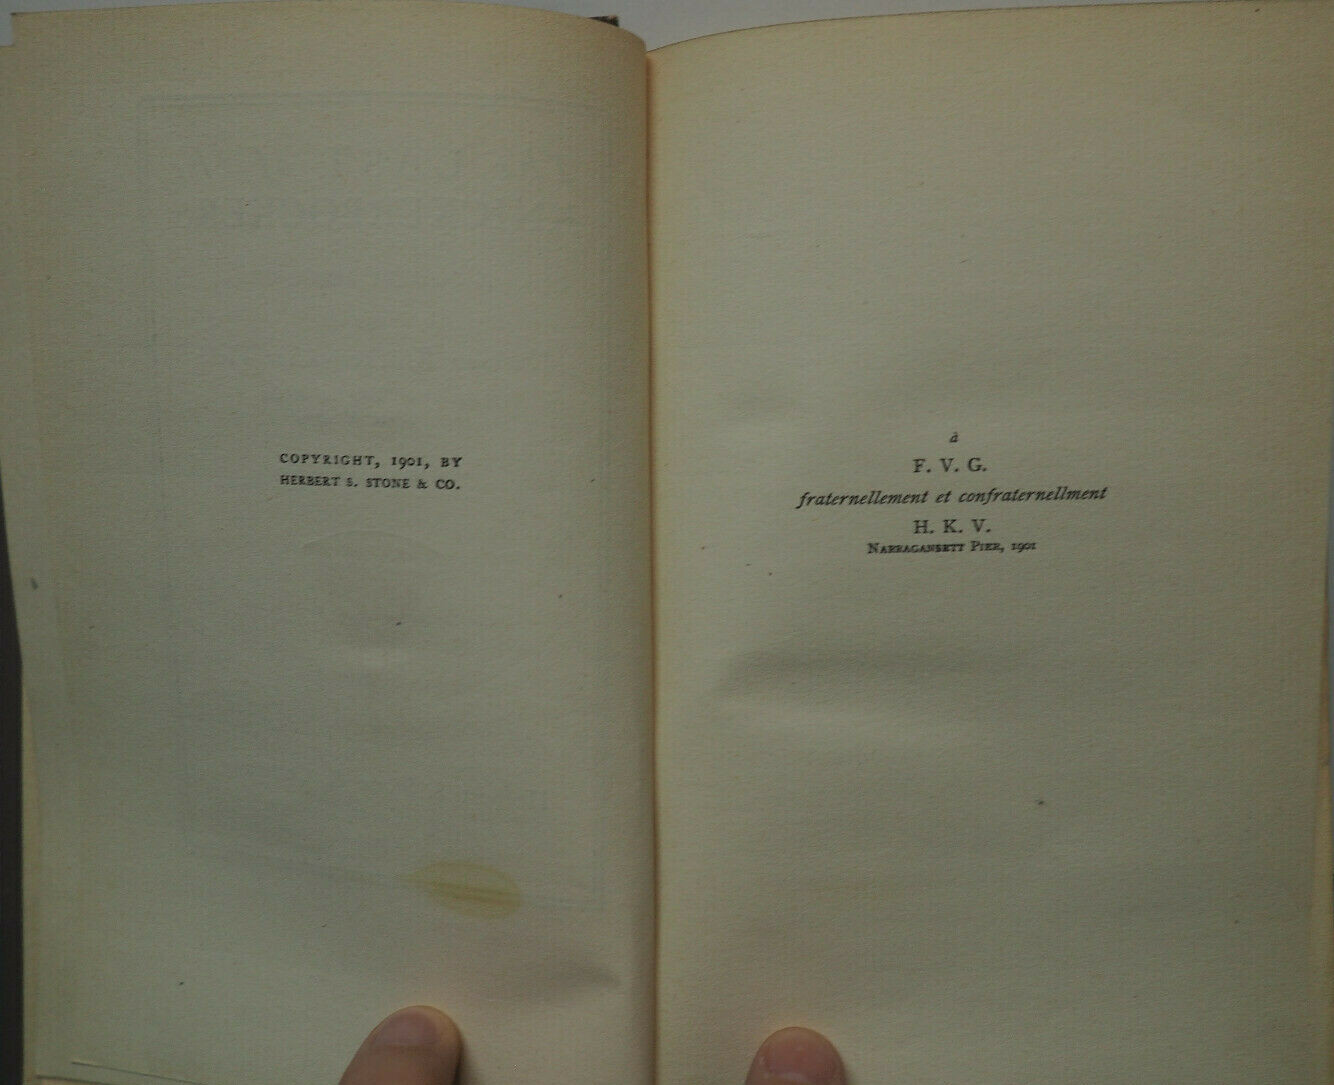 COPYRIGHT, 1901, BY
HERBERT S. STONE & CO.
à
F. V. G.
fraternellement et confraternellment
H. K. V.
NARRAGANSETT PIER, 1901